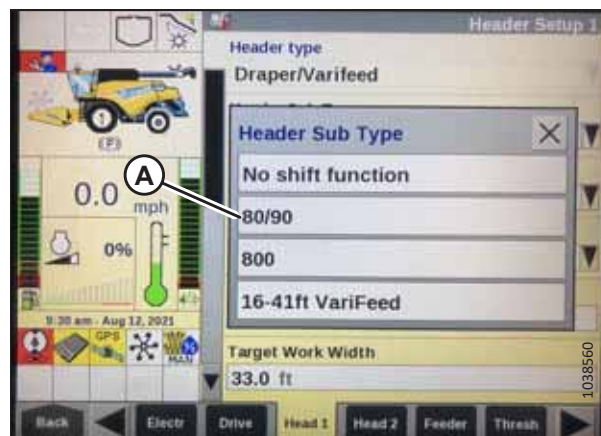 Header Setup 1
Header type
Draper/Varifeed
Header Sub Type
No shift function
80/90
800
16-41ft VariFeed
Target Work Width
33.0 ft
A
(P)
0.0 mph
0%
9:30 am Aug 12, 2021
GPS
MAN
Back
Electr
Drive
Head 1
Head 2
Feeder
Thresh
1038560